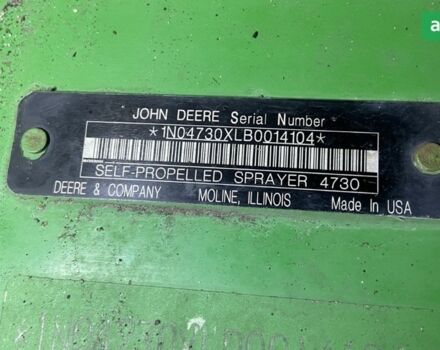 JOHN DEERE Serial Number
*1N04730XLB0014104*
SELF-PROPELLED SPRAYER 4730
DEERE & COMPANY MOLINE, ILLINOIS Made In USA